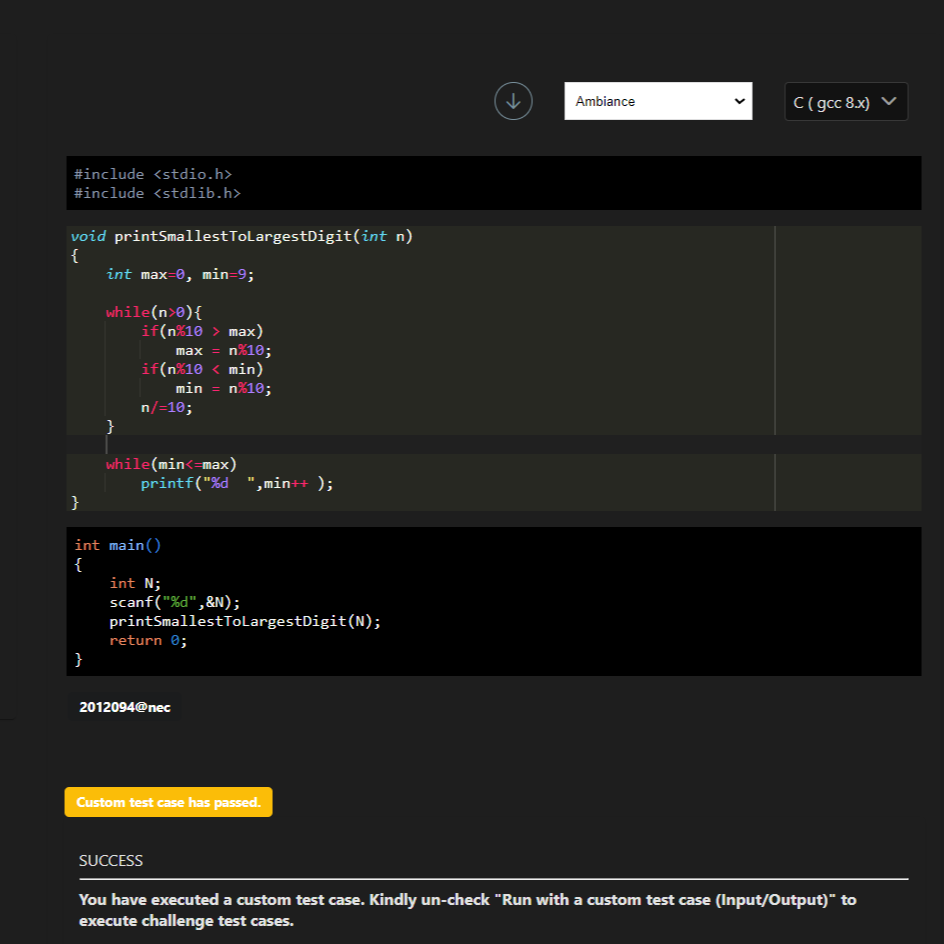 Ambiance
C ( gcc 8.x)
#include <stdio.h>
#include <stdlib.h>
void printSmallestToLargestDigit(int n)
{
    int max=0, min=9;
    while(n>0){
        if(n%10 > max)
            max = n%10;
        if(n%10 < min)
            min = n%10;
        n/=10;
    }
    while(min<=max)
        printf("%d  ",min++ );
}
int main()
{
    int N;
    scanf("%d",&N);
    printSmallestToLargestDigit(N);
    return 0;
}
2012094@nec
Custom test case has passed.
SUCCESS
You have executed a custom test case. Kindly un-check "Run with a custom test case (Input/Output)" to
execute challenge test cases.